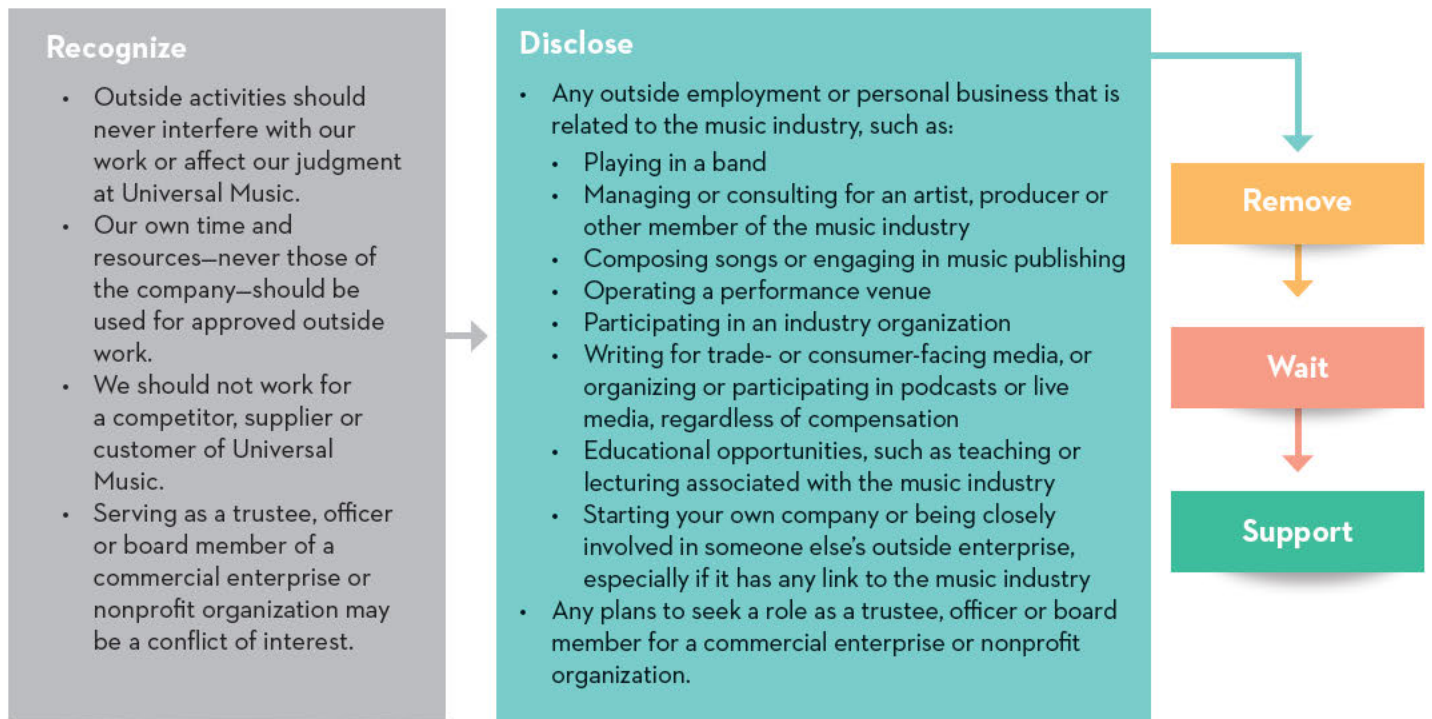 Recognize
• Outside activities should
never interfere with our
work or affect our judgment
at Universal Music.
• Our own time and
resources—never those of
the company—should be
used for approved outside
work.
• We should not work for
a competitor, supplier or
customer of Universal
Music.
• Serving as a trustee, officer
or board member of a
commercial enterprise or
nonprofit organization may
be a conflict of interest.
Disclose
• Any outside employment or personal business that is
related to the music industry, such as:
• Playing in a band
• Managing or consulting for an artist, producer or
other member of the music industry
• Composing songs or engaging in music publishing
• Operating a performance venue
• Participating in an industry organization
• Writing for trade- or consumer-facing media, or
organizing or participating in podcasts or live
media, regardless of compensation
• Educational opportunities, such as teaching or
lecturing associated with the music industry
• Starting your own company or being closely
involved in someone else’s outside enterprise,
especially if it has any link to the music industry
• Any plans to seek a role as a trustee, officer or board
member for a commercial enterprise or nonprofit
organization.
Remove
Wait
Support